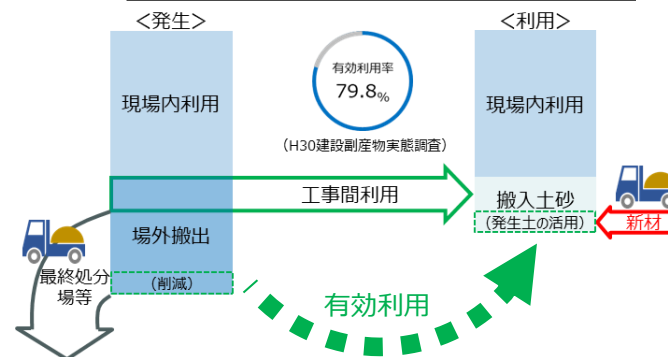 ＜発生＞
＜利用＞
有効利用率
79.8%
（H30建設副産物実態調査）
現場内利用
現場内利用
工事間利用
搬入土砂
（発生土の活用）
新材
場外搬出
最終処分
場等
（削減）
有効利用